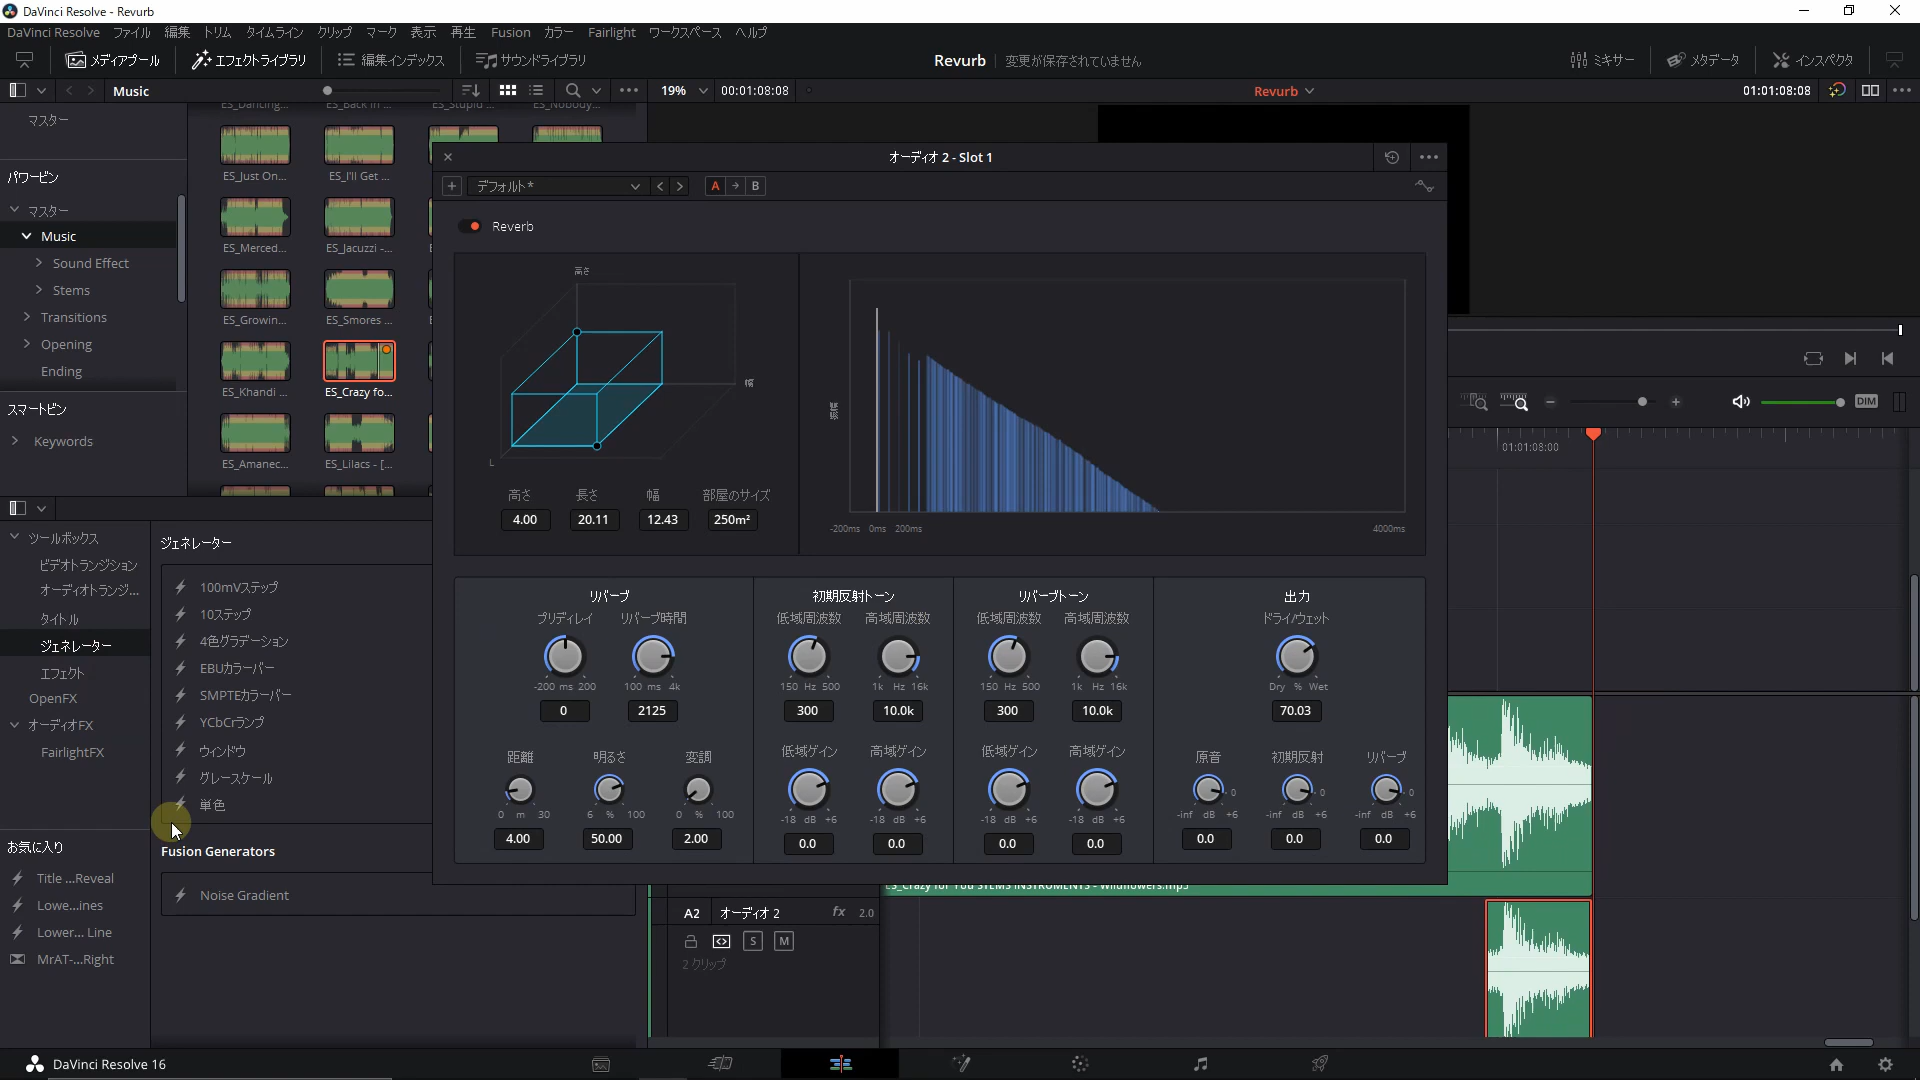 DaVinci Resolve - Revurb
DaVinci Resolve ファイル 編集 トリム タイムライン クリップ マーク 表示 再生 Fusion カラー Fairlight ワークスペース ヘルプ
メディアプール エフェクトライブラリ 編集インデックス サウンドライブラリ Revurb 変更が保存されていません ミキサー メタデータ インスペクタ
Music 19% 00:01:08:08 Revurb 01:01:08:08
ES_Dancing... ES_Back in ... ES_Stupid ... ES_Nobody...
マスター
ES_Just On... ES_I'll Get ...
パワービン
マスター
Music
Sound Effect
Stems
Transitions
Opening
Ending
ES_Merced... ES_Jacuzzi -...
ES_Growin... ES_Smores ...
ES_Khandi ... ES_Crazy fo...
ES_Amanec... ES_Lilacs - [...
スマートビン
Keywords
オーディオ 2 - Slot 1
デフォルト* A B
Reverb
高さ
幅
L
高さ 長さ 幅 部屋のサイズ
4.00 20.11 12.43 250m²
-200ms 0ms 200ms 4000ms
リバーブ 初期反射トーン リバーブトーン 出力
プリディレイ リバーブ時間 低域周波数 高域周波数 低域周波数 高域周波数 ドライ/ウェット
-200 ms 200 100 ms 4k 150 Hz 500 1k Hz 16k 150 Hz 500 1k Hz 16k Dry % Wet
0 2125 300 10.0k 300 10.0k 70.03
距離 明るさ 変調 低域ゲイン 高域ゲイン 低域ゲイン 高域ゲイン 原音 初期反射 リバーブ
0 0 0
0 m 30 6 % 100 0 % 100 -18 dB +6 -18 dB +6 -18 dB +6 -18 dB +6 -inf dB +6 -inf dB +6 -inf dB +6
4.00 50.00 2.00 0.0 0.0 0.0 0.0 0.0 0.0 0.0
DIM
01:01:08:00
ツールボックス
ビデオトランジション
オーディオトランジ...
タイトル
ジェネレーター
エフェクト
OpenFX
オーディオFX
FairlightFX
お気に入り
Title ...Reveal
Lowe...ines
Lower... Line
MrAT-...Right
ジェネレーター
100mVステップ
10ステップ
4色グラデーション
EBUカラーバー
SMPTEカラーバー
YCbCrランプ
ウィンドウ
グレースケール
単色
Fusion Generators
Noise Gradient
ES_Crazy for You STEMS INSTRUMENTS - Wildflowers.mp3
A2 オーディオ 2 fx 2.0
S M
2 クリップ
DaVinci Resolve 16